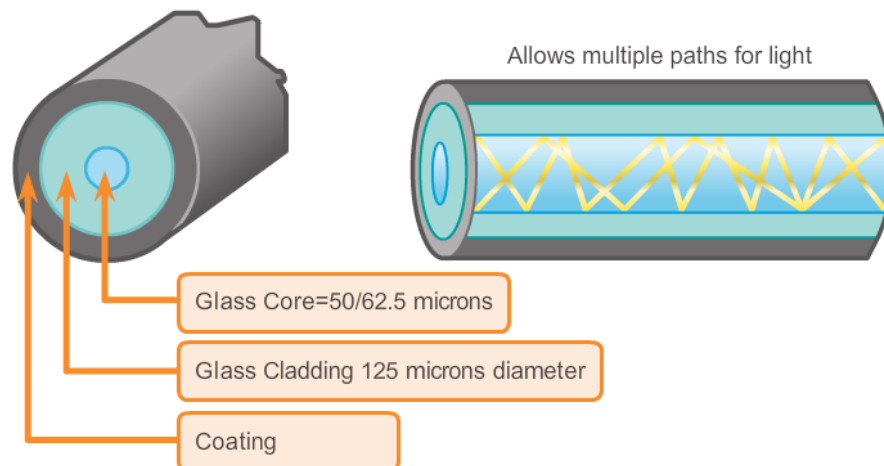 Allows multiple paths for light
Glass Core=50/62.5 microns
Glass Cladding 125 microns diameter
Coating